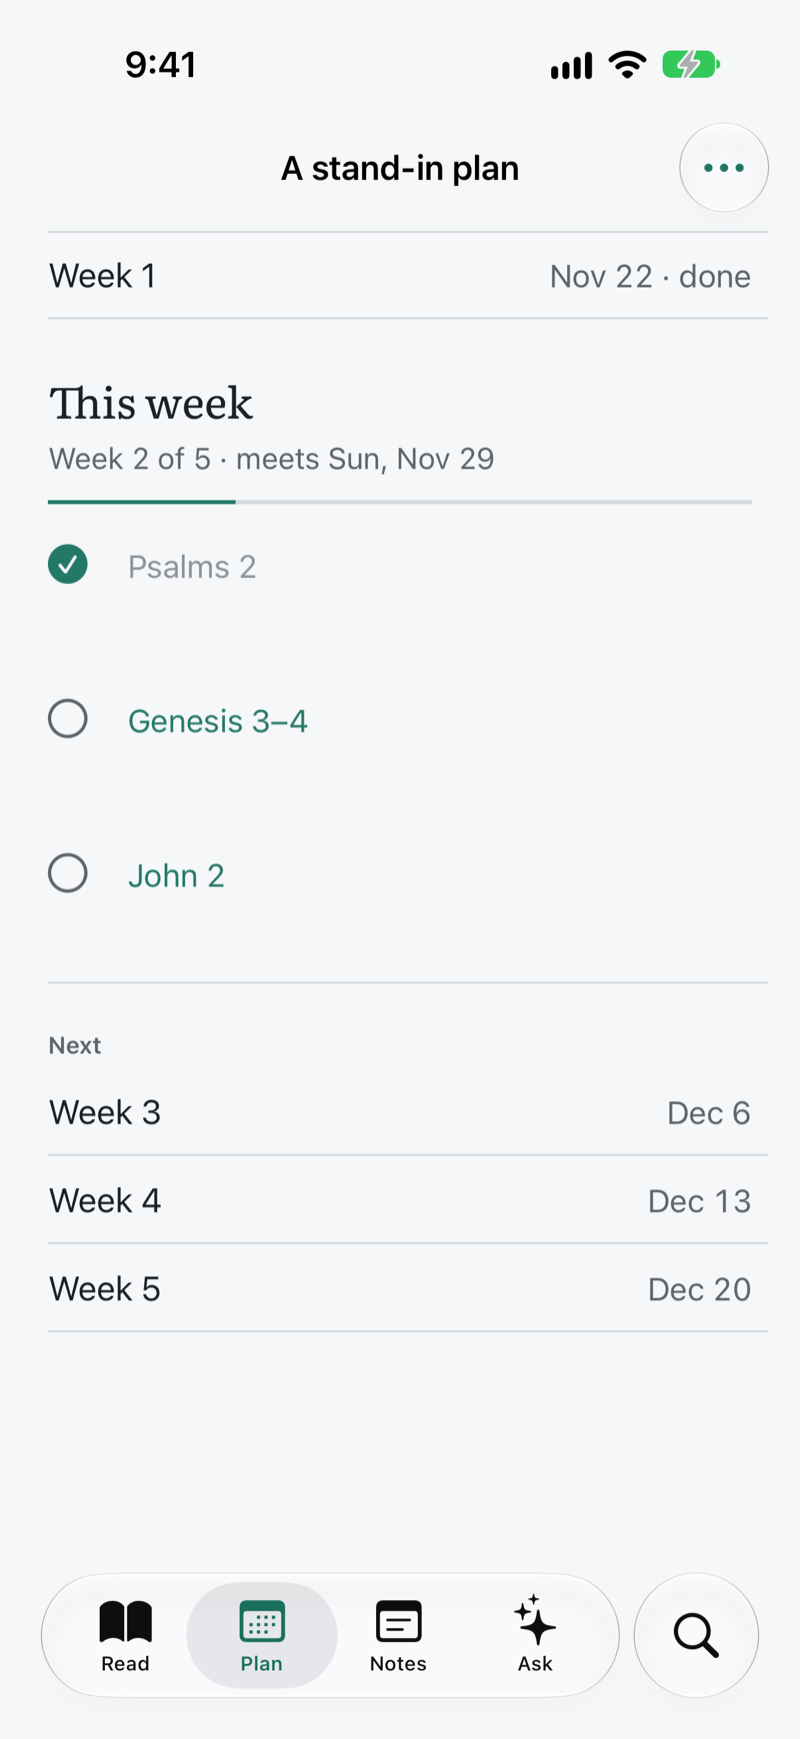 9:41
A stand-in plan
Week 1 Nov 22 · done
This week
Week 2 of 5 · meets Sun, Nov 29
Psalms 2
Genesis 3–4
John 2
Next
Week 3 Dec 6
Week 4 Dec 13
Week 5 Dec 20
Read Plan Notes Ask